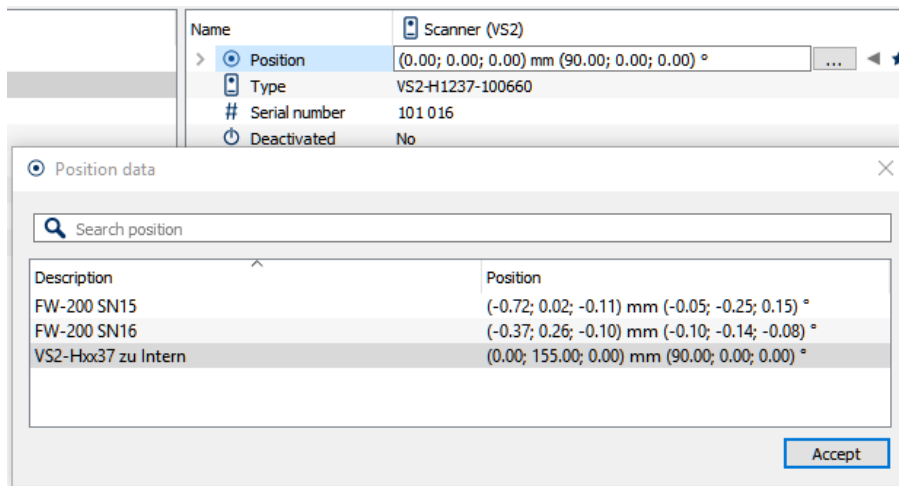 Name Scanner (VS2)
Position (0.00; 0.00; 0.00) mm (90.00; 0.00; 0.00) ° ...
Type VS2-H1237-100660
# Serial number 101 016
Deactivated No
Position data
Search position
Description Position
FW-200 SN15 (-0.72; 0.02; -0.11) mm (-0.05; -0.25; 0.15) °
FW-200 SN16 (-0.37; 0.26; -0.10) mm (-0.10; -0.14; -0.08) °
VS2-Hxx37 zu Intern (0.00; 155.00; 0.00) mm (90.00; 0.00; 0.00) °
Accept